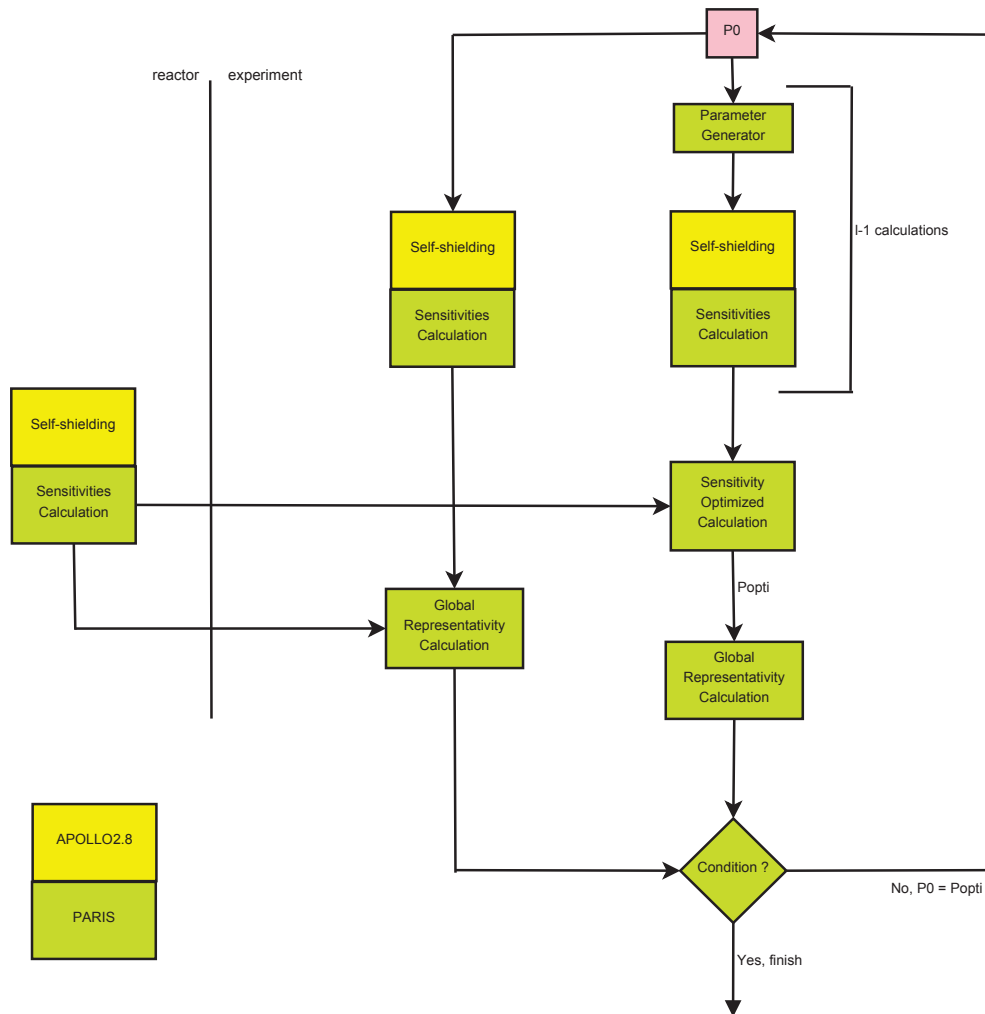 P0
reactor
experiment
Parameter
Generator
Self-shielding
Self-shielding
I-1 calculations
Sensitivities
Calculation
Sensitivities
Calculation
Self-shielding
Sensitivities
Calculation
Sensitivity
Optimized
Calculation
Popti
Global
Representativity
Calculation
Global
Representativity
Calculation
APOLLO2.8
PARIS
Condition ?
No, P0 = Popti
Yes, finish